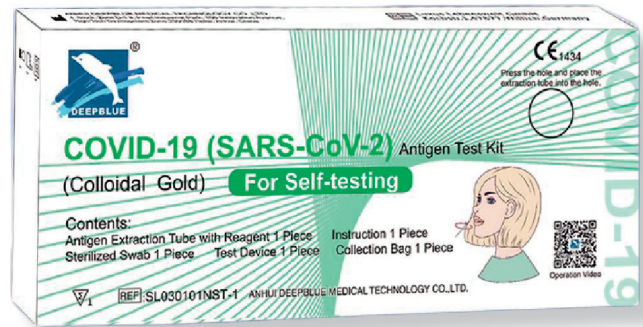 DEEPBLUE
®
CE 1434
Press the hole and place the
extraction tube into the hole.
COVID-19 (SARS-CoV-2) Antigen Test Kit
(Colloidal Gold) For Self-testing
Contents:
Antigen Extraction Tube with Reagent 1 Piece Instruction 1 Piece
Sterilized Swab 1 Piece Test Device 1 Piece Collection Bag 1 Piece
Operation Video
1
REF: SL030101NST-1 ANHUI DEEPBLUE MEDICAL TECHNOLOGY CO.,LTD.
COVID-19